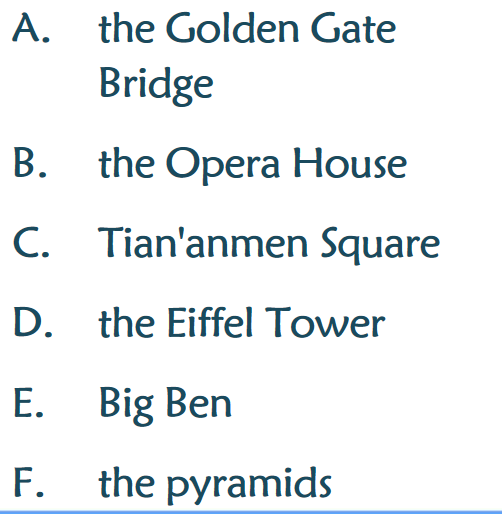 A. the Golden Gate
Bridge
B. the Opera House
C. Tian'anmen Square
D. the Eiffel Tower
E. Big Ben
F. the pyramids